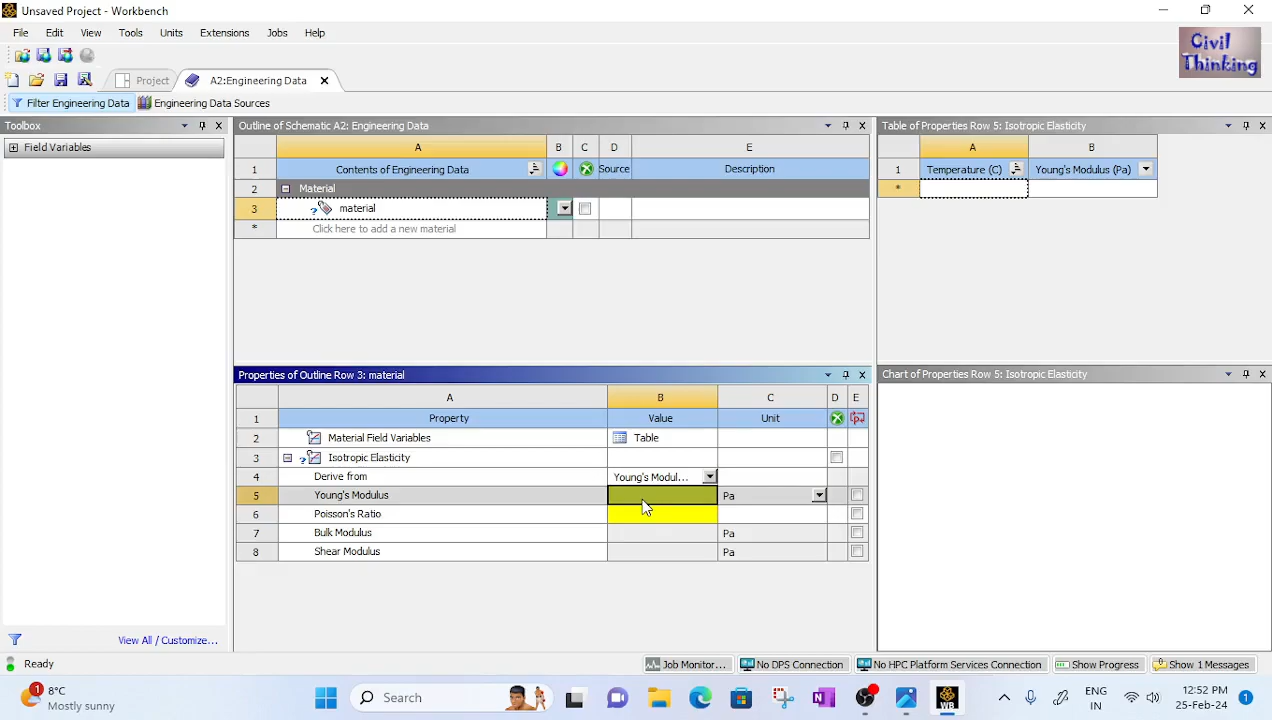 Unsaved Project - Workbench
File Edit View Tools Units Extensions Jobs Help
Civil Thinking
Project A2:Engineering Data
Filter Engineering Data Engineering Data Sources
Toolbox
Field Variables
View All / Customize...
Outline of Schematic A2: Engineering Data
A B C D E
1 Contents of Engineering Data Source Description
2 Material
3 ? material
* Click here to add a new material
Table of Properties Row 5: Isotropic Elasticity
A B
1 Temperature (C) Young's Modulus (Pa)
*
Properties of Outline Row 3: material
A B C D E
1 Property Value Unit
2 Material Field Variables Table
3 ? Isotropic Elasticity
4 Derive from Young's Modul...
5 Young's Modulus Pa
6 Poisson's Ratio
7 Bulk Modulus Pa
8 Shear Modulus Pa
Chart of Properties Row 5: Isotropic Elasticity
Ready
Job Monitor... No DPS Connection No HPC Platform Services Connection Show Progress Show 1 Messages
1 8°C
Mostly sunny
Search
WB
ENG
IN
12:52 PM
25-Feb-24
1